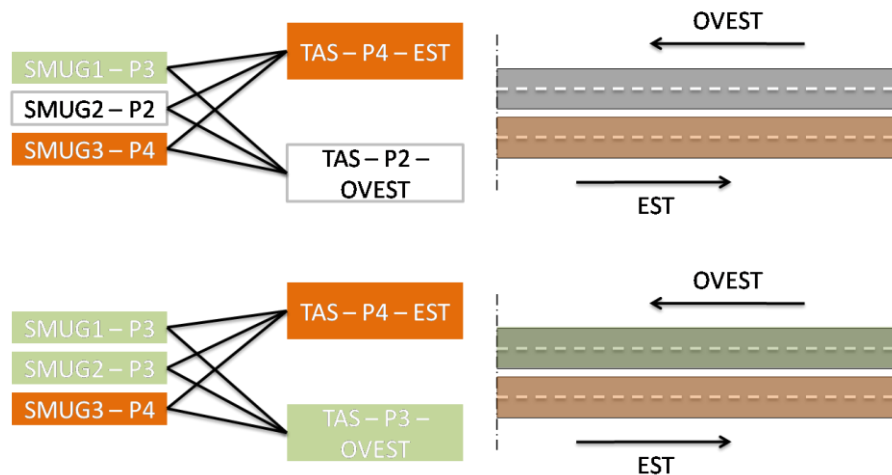 OVEST
TAS – P4 – EST
SMUG1 – P3
SMUG2 – P2
SMUG3 – P4
TAS – P2 –
OVEST
EST
OVEST
TAS – P4 – EST
SMUG1 – P3
SMUG2 – P3
SMUG3 – P4
TAS – P3 –
OVEST
EST